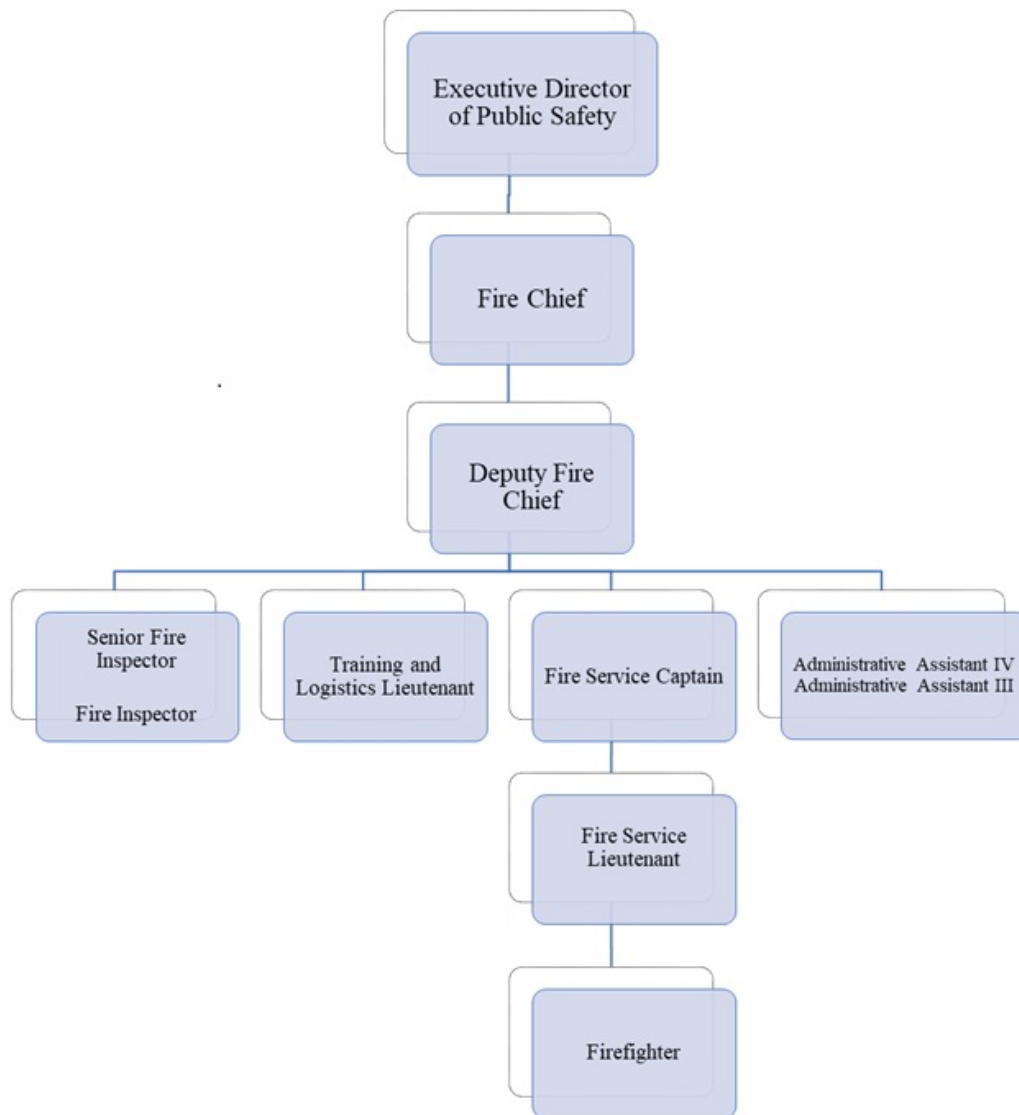 Executive Director
of Public Safety
Fire Chief
Deputy Fire
Chief
Senior Fire
Inspector
Fire Inspector
Training and
Logistics Lieutenant
Fire Service Captain
Administrative Assistant IV
Administrative Assistant III
Fire Service
Lieutenant
Firefighter